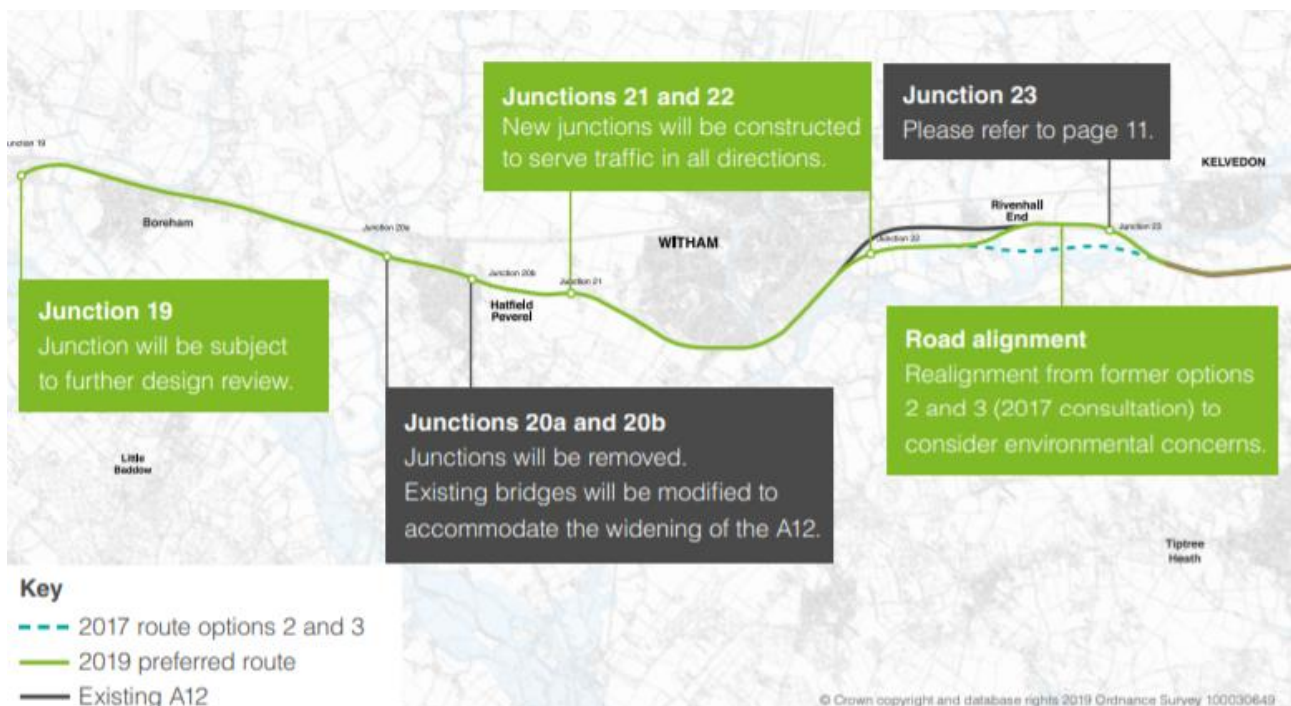 Junctions 21 and 22
New junctions will be constructed
to serve traffic in all directions.
Junction 23
Please refer to page 11.
KELVEDON
Junction 19
Boreham
Junction 20a
WITHAM
Rivenhall
End
Junction 22
Junction 23
Junction 20b
Junction 21
Hatfield
Peverel
Junction 19
Junction will be subject
to further design review.
Road alignment
Realignment from former options
2 and 3 (2017 consultation) to
consider environmental concerns.
Junctions 20a and 20b
Junctions will be removed.
Existing bridges will be modified to
accommodate the widening of the A12.
Little
Baddow
Tiptree
Heath
Key
2017 route options 2 and 3
2019 preferred route
Existing A12
© Crown copyright and database rights 2019 Ordnance Survey 100030649